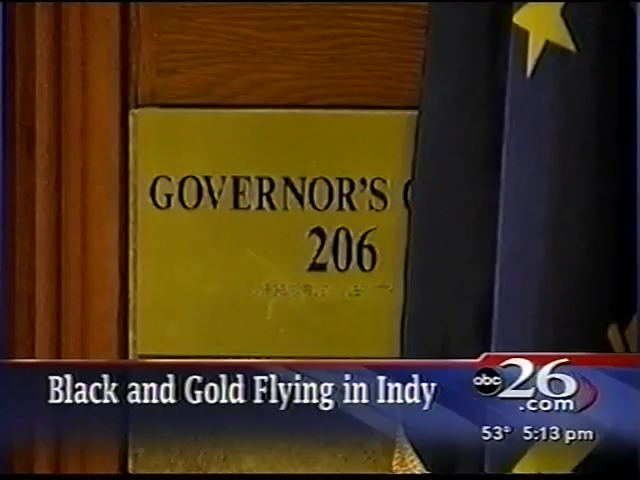 GOVERNOR'S
206
Black and Gold Flying in Indy
abc 26
.com
53° 5:13 pm